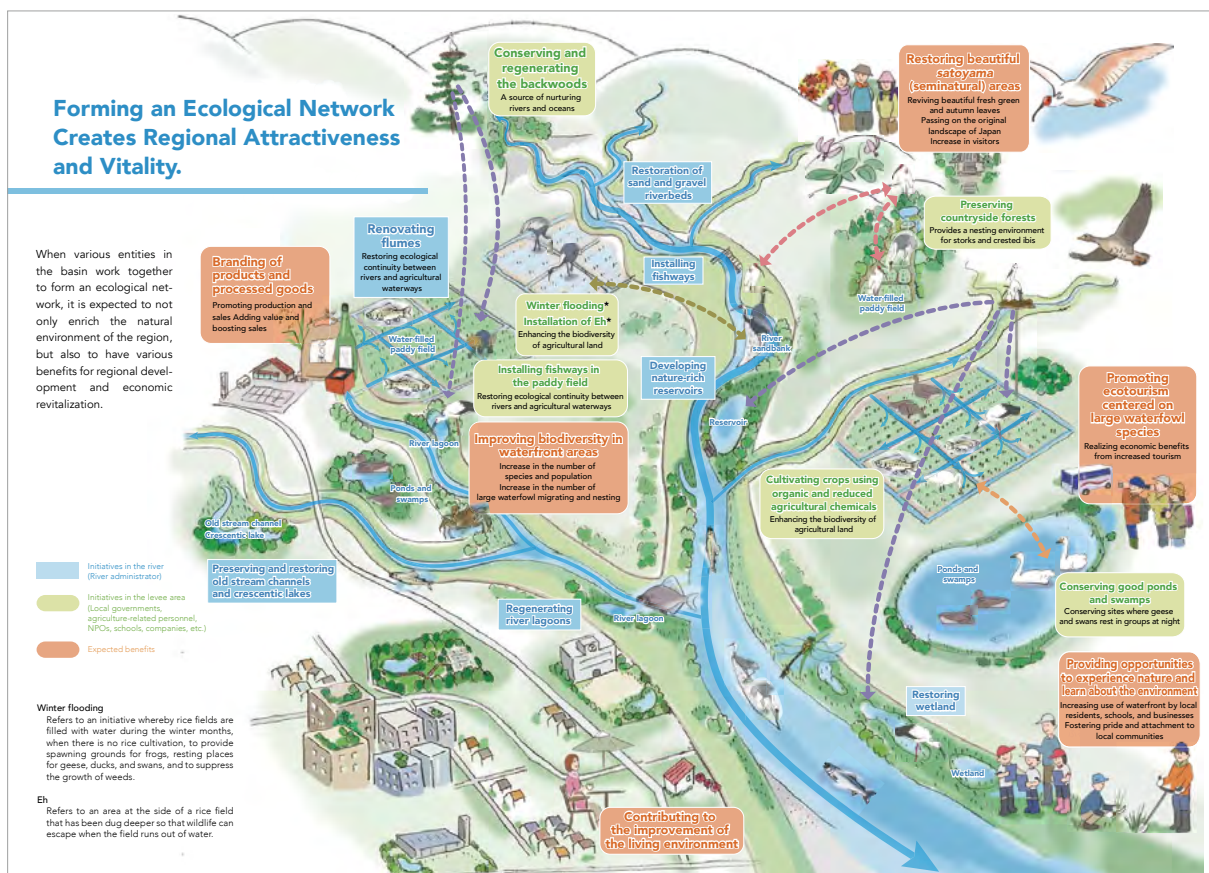 Forming an Ecological Network
Creates Regional Attractiveness
and Vitality.
When various entities in
the basin work together
to form an ecological net-
work, it is expected to not
only enrich the natural
environment of the region,
but also to have various
benefits for regional devel-
opment and economic
revitalization.
Conserving and
regenerating
the backwoods
A source of nurturing
rivers and oceans
Restoring beautiful
satoyama
(seminatural) areas
Reviving beautiful fresh green
and autumn leaves
Passing on the original
landscape of Japan
Increase in visitors
Restoration of
sand and gravel
riverbeds
Preserving
countryside forests
Provides a nesting environment
for storks and crested ibis
Renovating
flumes
Restoring ecological
continuity between
rivers and agricultural
waterways
Branding of
products and
processed goods
Promoting production and
sales Adding value and
boosting sales
Installing
fishways
Water-filled
paddy field
Winter flooding★
Installation of Eh★
Enhancing the biodiversity
of agricultural land
Water-filled
paddy field
River
sandbank
Installing fishways in
the paddy field
Restoring ecological continuity between
rivers and agricultural waterways
Developing
nature-rich
reservoirs
Promoting
ecotourism
centered on
large waterfowl
species
Realizing economic benefits
from increased tourism
Reservoir
River lagoon
Improving biodiversity in
waterfront areas
Increase in the number of
species and population
Increase in the number of
large waterfowl migrating and nesting
Cultivating crops using
organic and reduced
agricultural chemicals
Enhancing the biodiversity of
agricultural land
Ponds and
swamps
Old stream channel
Crescentic lake
Preserving and restoring
old stream channels
and crescentic lakes
Ponds and
swamps
Conserving good ponds
and swamps
Conserving sites where geese
and swans rest in groups at night
Regenerating
river lagoons
River lagoon
Initiatives in the river
(River administrator)
Initiatives in the levee area
(Local governments,
agriculture-related personnel,
NPOs, schools, companies, etc.)
Expected benefits
Providing opportunities
to experience nature and
learn about the environment
Increasing use of waterfront by local
residents, schools, and businesses
Fostering pride and attachment to
local communities
Restoring
wetland
Wetland
Winter flooding
Refers to an initiative whereby rice fields are
filled with water during the winter months,
when there is no rice cultivation, to provide
spawning grounds for frogs, resting places
for geese, ducks, and swans, and to suppress
the growth of weeds.
Eh
Refers to an area at the side of a rice field
that has been dug deeper so that wildlife can
escape when the field runs out of water.
Contributing to
the improvement of
the living environment